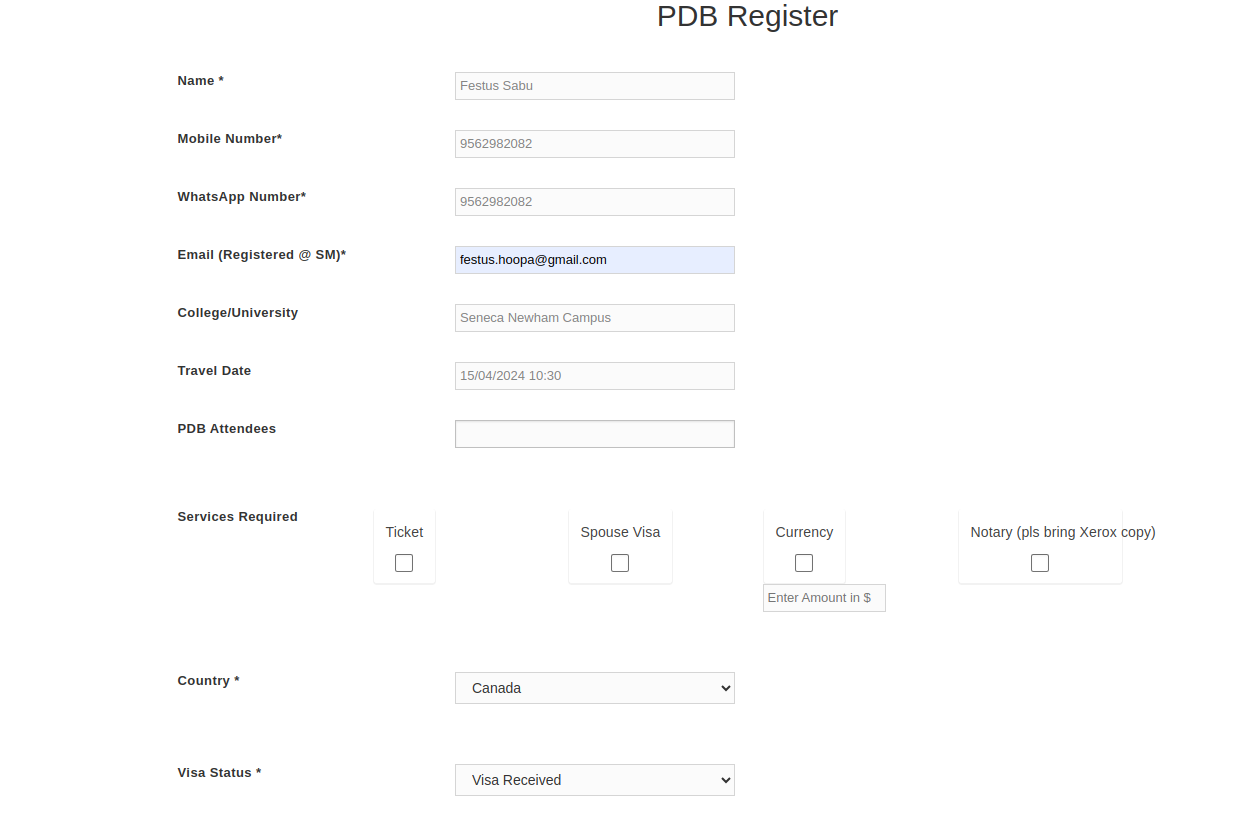 PDB Register
Name *
Festus Sabu
Mobile Number*
9562982082
WhatsApp Number*
9562982082
Email (Registered @ SM)*
festus.hoopa@gmail.com
College/University
Seneca Newham Campus
Travel Date
15/04/2024 10:30
PDB Attendees
Services Required
Ticket
Spouse Visa
Currency
Notary (pls bring Xerox copy)
Enter Amount in $
Country *
Canada
Visa Status *
Visa Received